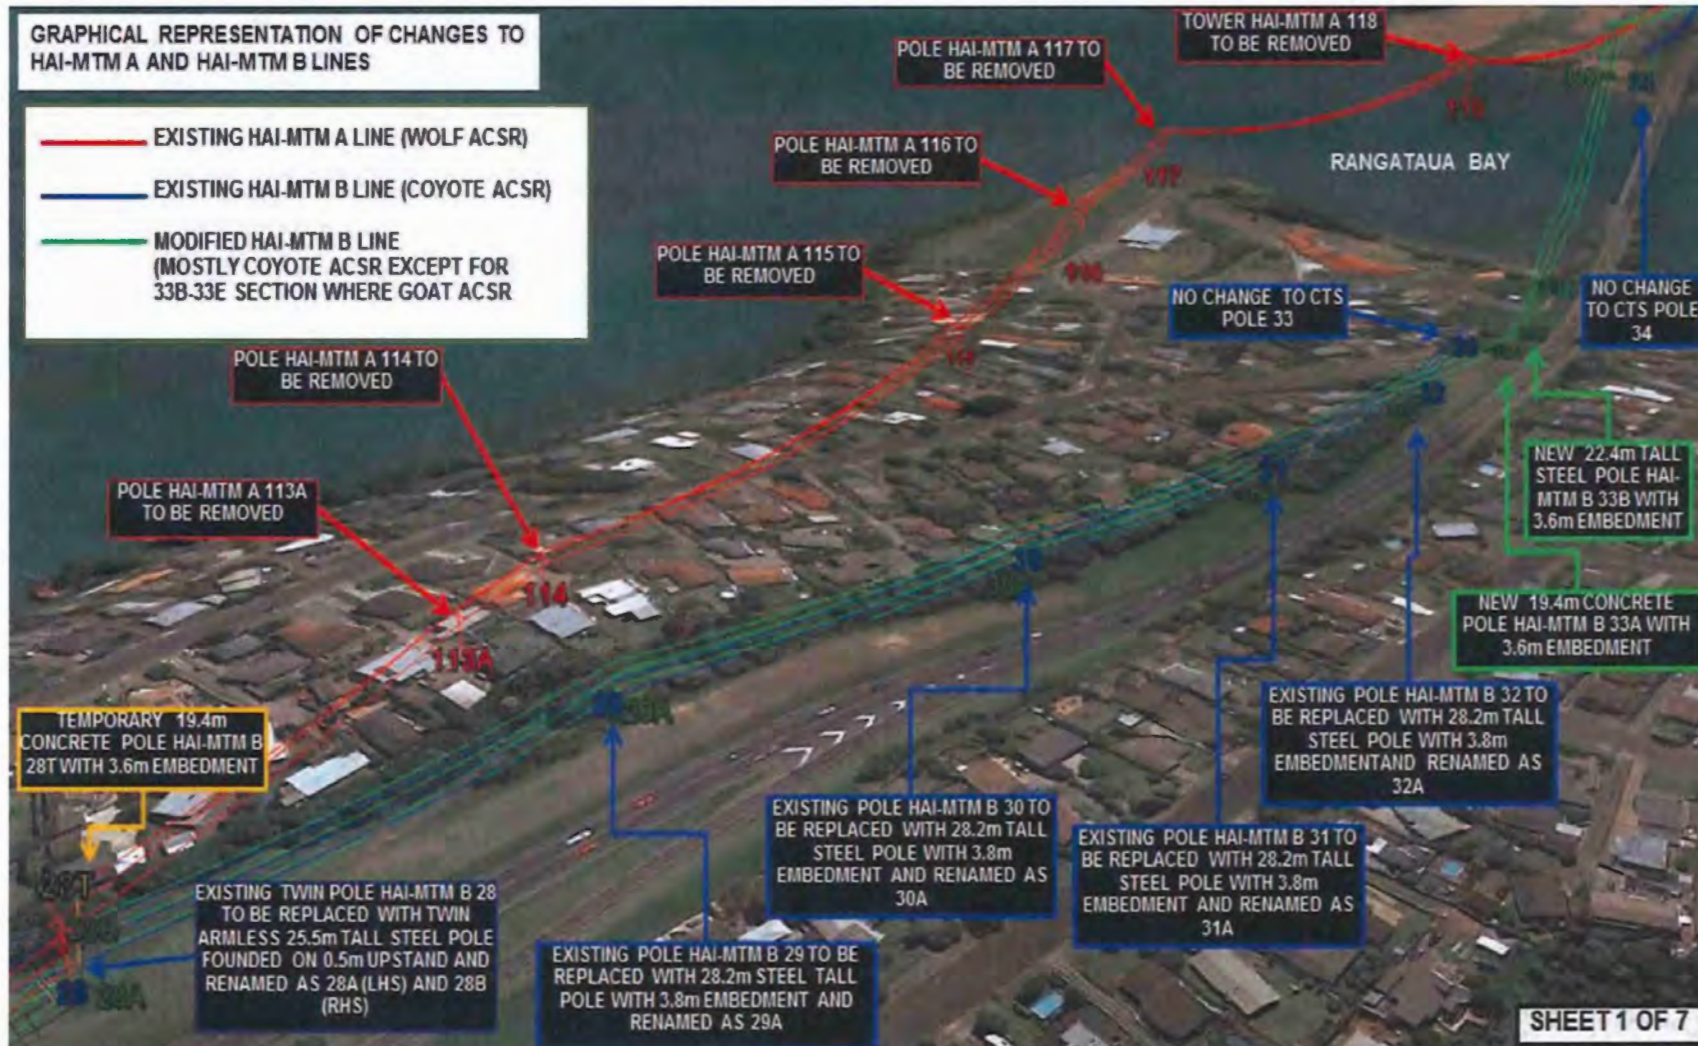 GRAPHICAL REPRESENTATION OF CHANGES TO
HAI-MTM A AND HAI-MTM B LINES
EXISTING HAI-MTM A LINE (WOLF ACSR)
EXISTING HAI-MTM B LINE (COYOTE ACSR)
MODIFIED HAI-MTM B LINE
(MOSTLY COYOTE ACSR EXCEPT FOR
33B-33E SECTION WHERE GOAT ACSR
TOWER HAI-MTM A 118
TO BE REMOVED
POLE HAI-MTM A 117 TO
BE REMOVED
POLE HAI-MTM A 116 TO
BE REMOVED
RANGATAUA BAY
117
POLE HAI-MTM A 115 TO
BE REMOVED
NO CHANGE TO CTS
POLE 33
NO CHANGE
TO CTS POLE
34
POLE HAI-MTM A 114 TO
BE REMOVED
32
POLE HAI-MTM A 113A
TO BE REMOVED
NEW 22.4m TALL
STEEL POLE HAI-
MTM B 33B WITH
3.6m EMBEDMENT
114
113A
NEW 19.4m CONCRETE
POLE HAI-MTM B 33A WITH
3.6m EMBEDMENT
TEMPORARY 19.4m
CONCRETE POLE HAI-MTM B
28T WITH 3.6m EMBEDMENT
EXISTING POLE HAI-MTM B 32 TO
BE REPLACED WITH 28.2m TALL
STEEL POLE WITH 3.8m
EMBEDMENTAND RENAMED AS
32A
EXISTING POLE HAI-MTM B 30 TO
BE REPLACED WITH 28.2m TALL
STEEL POLE WITH 3.8m
EMBEDMENT AND RENAMED AS
30A
EXISTING POLE HAI-MTM B 31 TO
BE REPLACED WITH 28.2m TALL
STEEL POLE WITH 3.8m
EMBEDMENT AND RENAMED AS
31A
28T
EXISTING TWIN POLE HAI-MTM B 28
TO BE REPLACED WITH TWIN
ARMLESS 25.5m TALL STEEL POLE
FOUNDED ON 0.5m UPSTAND AND
RENAMED AS 28A (LHS) AND 28B
(RHS)
EXISTING POLE HAI-MTM B 29 TO BE
REPLACED WITH 28.2m STEEL TALL
POLE WITH 3.8m EMBEDMENT AND
RENAMED AS 29A
28 28A
SHEET 1 OF 7